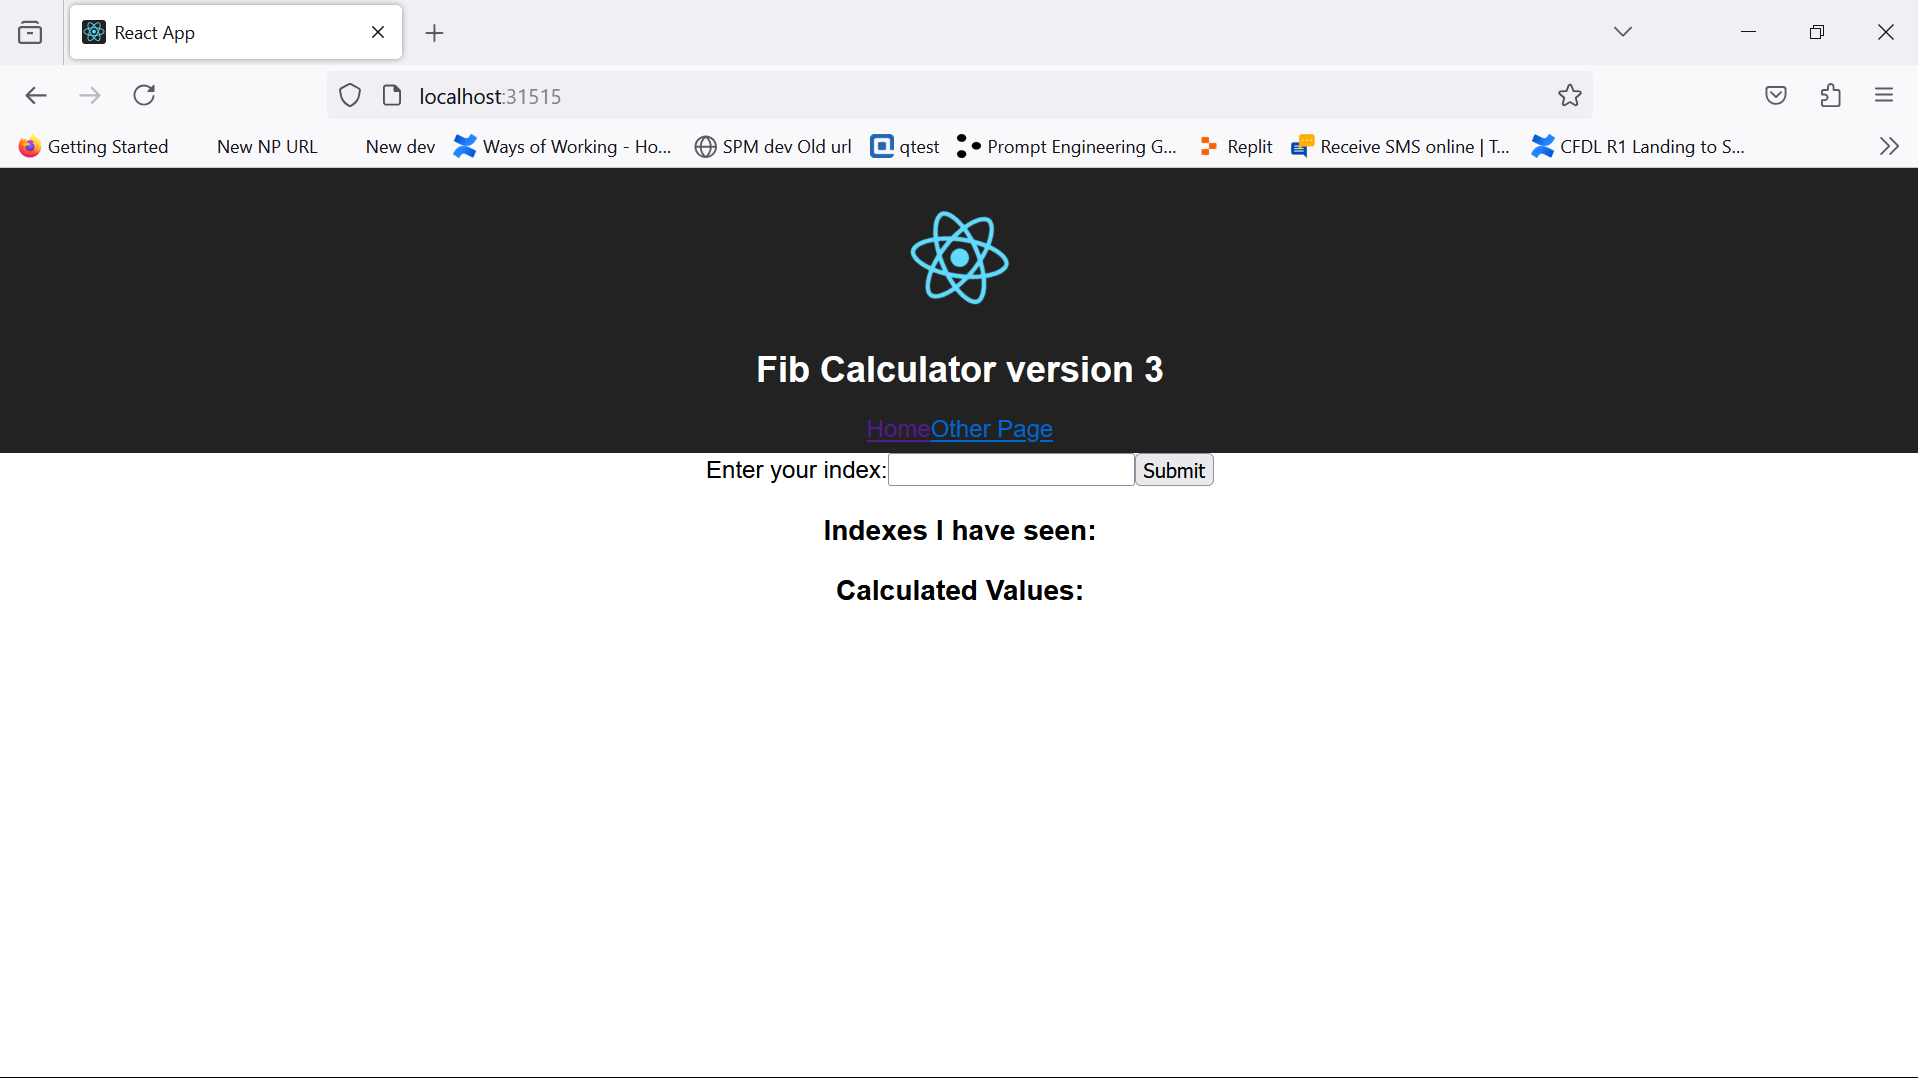 React App
localhost:31515
Getting Started New NP URL New dev Ways of Working - Ho... SPM dev Old url qtest Prompt Engineering G... Replit Receive SMS online | T... CFDL R1 Landing to S...
Fib Calculator version 3
HomeOther Page
Enter your index: Submit
Indexes I have seen:
Calculated Values: